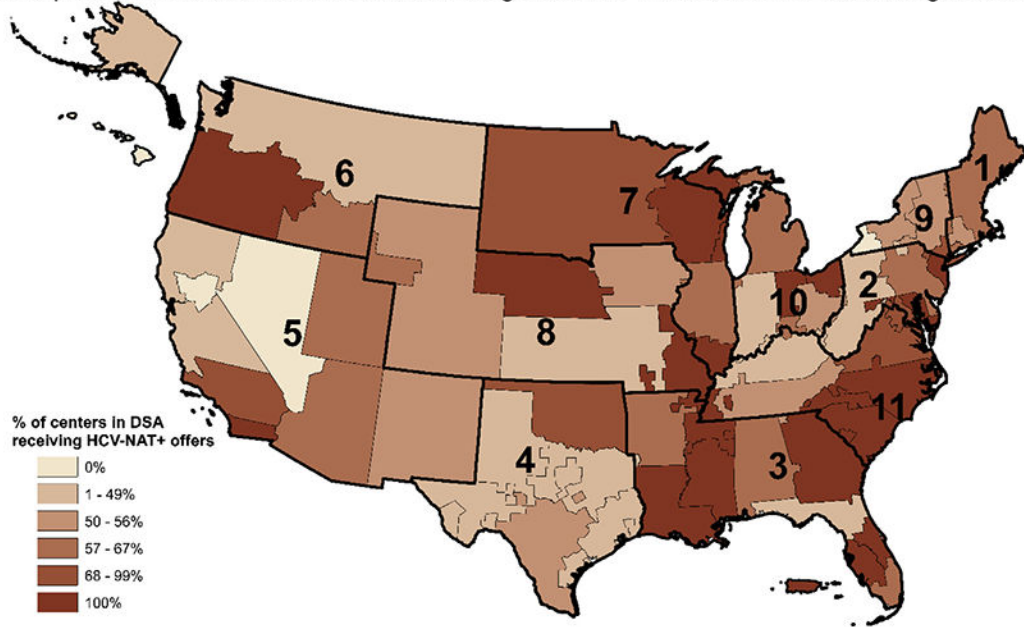 6
7
1
9
2
10
5
8
11
4
3
% of centers in DSA
receiving HCV-NAT+ offers
0%
1 - 49%
50 - 56%
57 - 67%
68 - 99%
100%